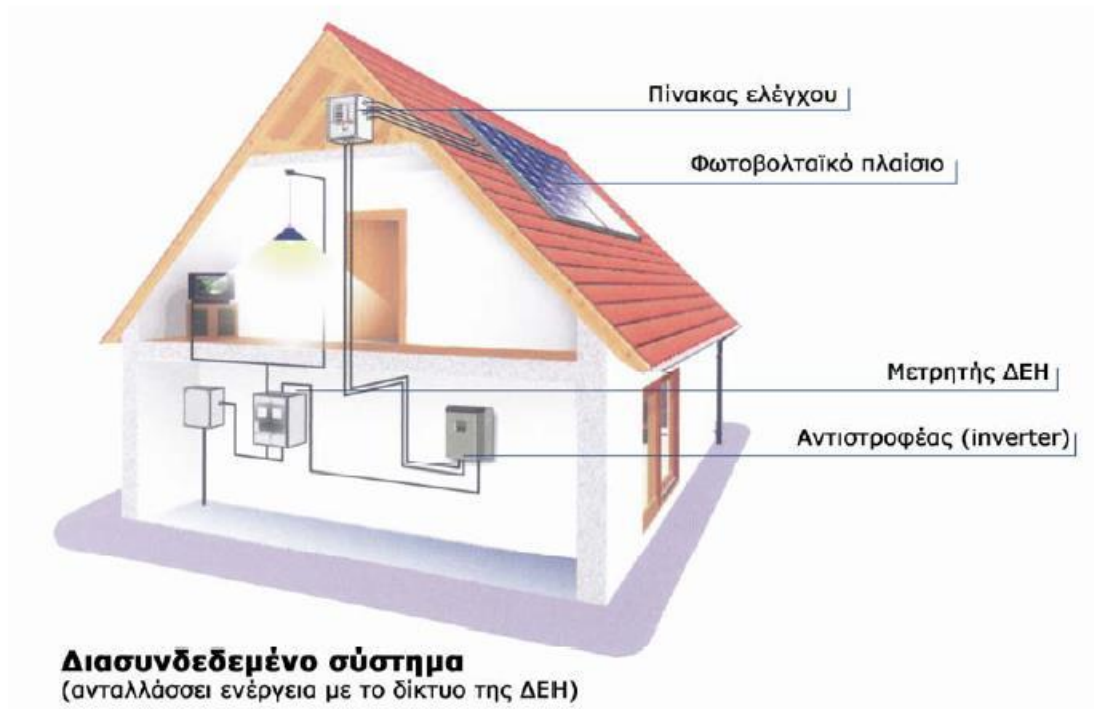 Πίνακας ελέγχου
Φωτοβολταϊκό πλαίσιο
Μετρητής ΔΕΗ
Αντιστροφέας (inverter)
Διασυνδεδεμένο σύστημα
(ανταλλάσσει ενέργεια με το δίκτυο της ΔΕΗ)